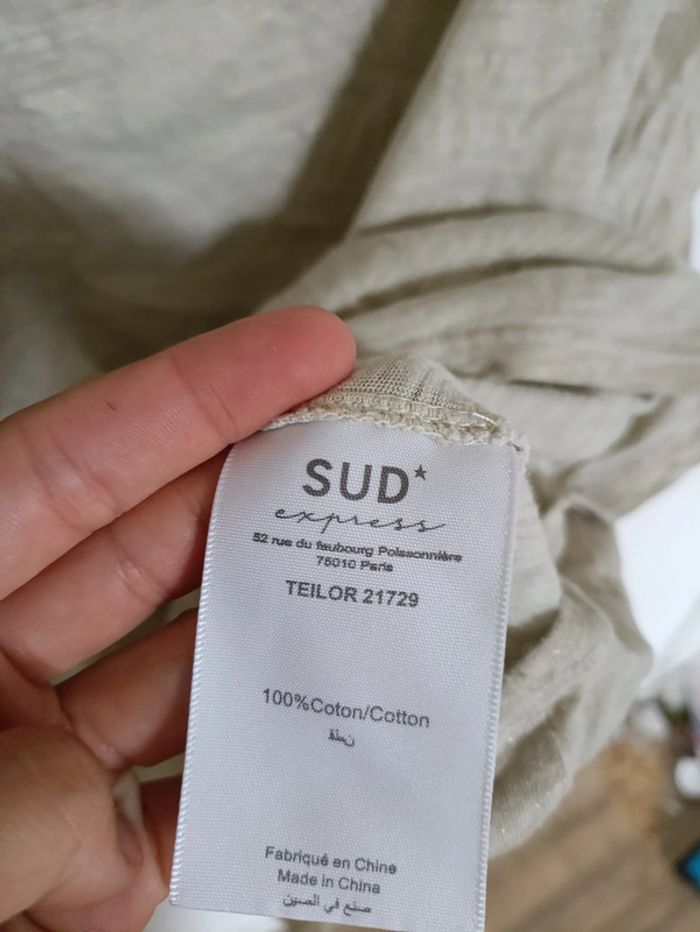 SUD*
express
52 rue du faubourg Poissonnière
75010 Paris
TEILOR 21729
100%Coton/Cotton
قطن
Fabriqué en Chine
Made in China
صنع في الصين